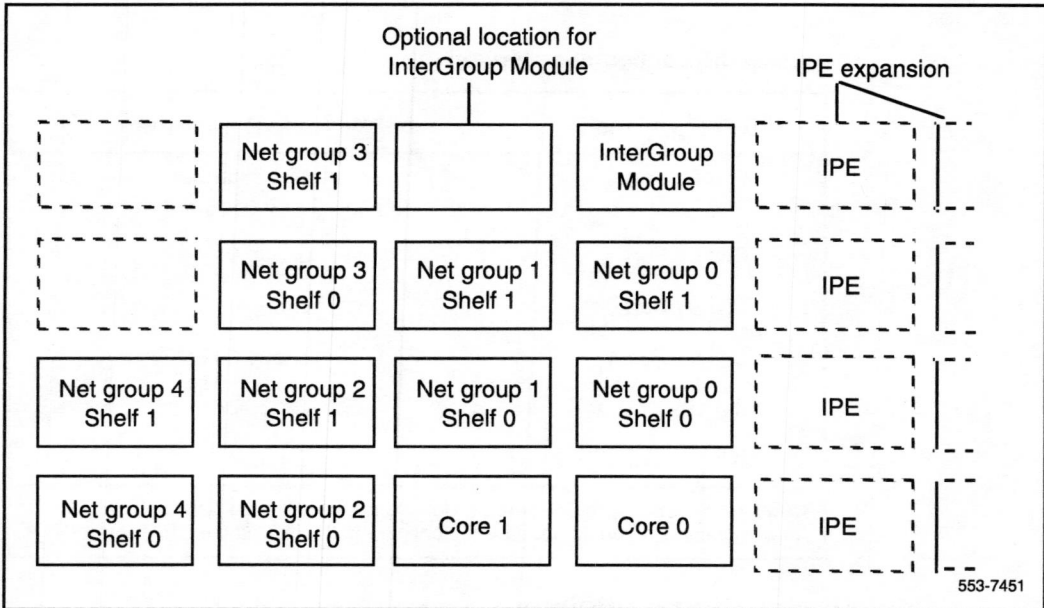 Optional location for
InterGroup Module
IPE expansion
Net group 3
Shelf 1
InterGroup
Module
IPE
Net group 3
Shelf 0
Net group 1
Shelf 1
Net group 0
Shelf 1
IPE
Net group 4
Shelf 1
Net group 2
Shelf 1
Net group 1
Shelf 0
Net group 0
Shelf 0
IPE
Net group 4
Shelf 0
Net group 2
Shelf 0
Core 1
Core 0
IPE
553-7451